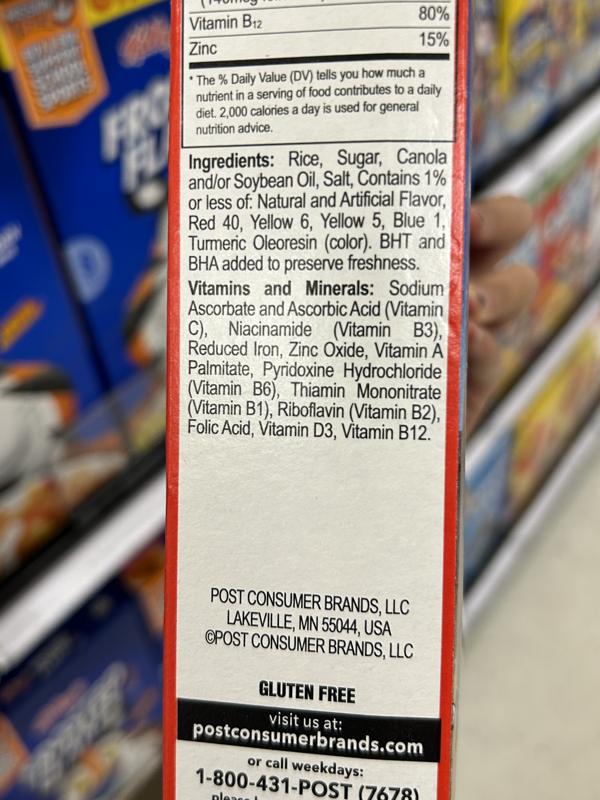 Vitamin B12 80%
Zinc 15%
* The % Daily Value (DV) tells you how much a
nutrient in a serving of food contributes to a daily
diet. 2,000 calories a day is used for general
nutrition advice.
Ingredients: Rice, Sugar, Canola
and/or Soybean Oil, Salt, Contains 1%
or less of: Natural and Artificial Flavor,
Red 40, Yellow 6, Yellow 5, Blue 1,
Turmeric Oleoresin (color). BHT and
BHA added to preserve freshness.
Vitamins and Minerals: Sodium
Ascorbate and Ascorbic Acid (Vitamin
C), Niacinamide (Vitamin B3),
Reduced Iron, Zinc Oxide, Vitamin A
Palmitate, Pyridoxine Hydrochloride
(Vitamin B6), Thiamin Mononitrate
(Vitamin B1), Riboflavin (Vitamin B2),
Folic Acid, Vitamin D3, Vitamin B12.
POST CONSUMER BRANDS, LLC
LAKEVILLE, MN 55044, USA
©POST CONSUMER BRANDS, LLC
GLUTEN FREE
visit us at:
postconsumerbrands.com
or call weekdays:
1-800-431-POST (7678)